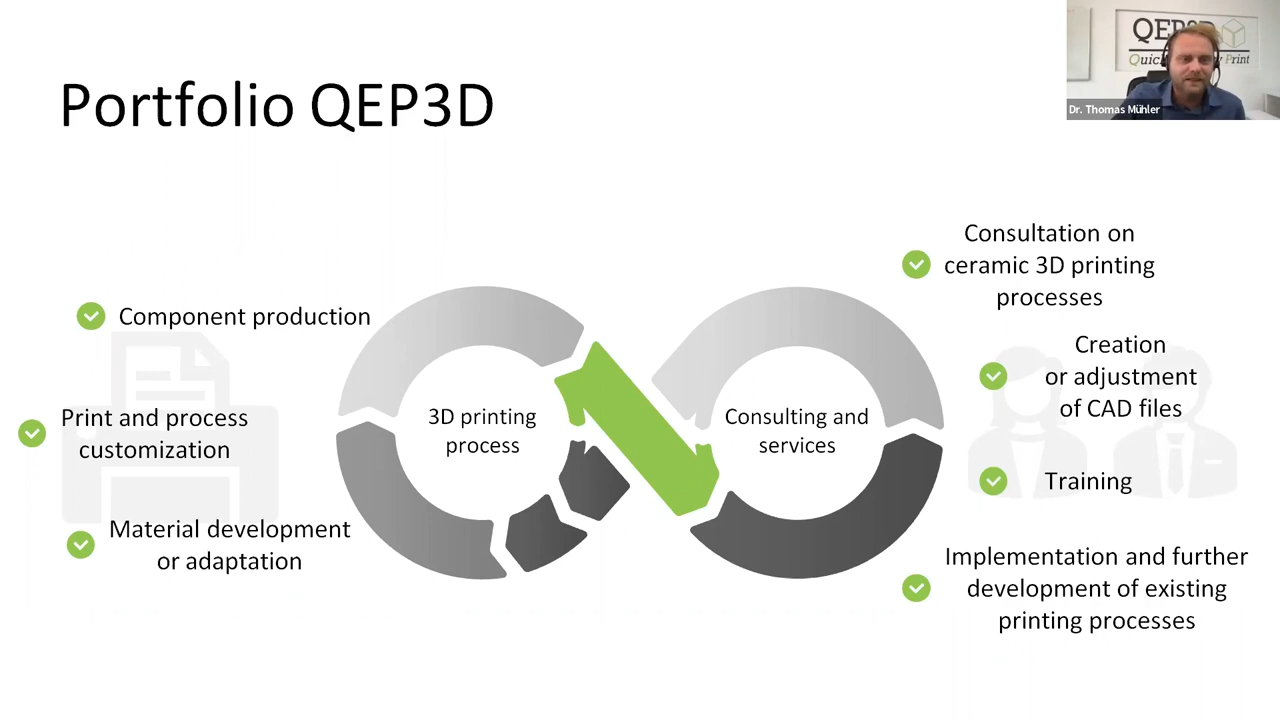 Portfolio QEP3D
Dr. Thomas Mühler
Component production
Print and process
customization
Material development
or adaptation
3D printing
process
Consulting and
services
Consultation on
ceramic 3D printing
processes
Creation
or adjustment
of CAD files
Training
Implementation and further
development of existing
printing processes
Print